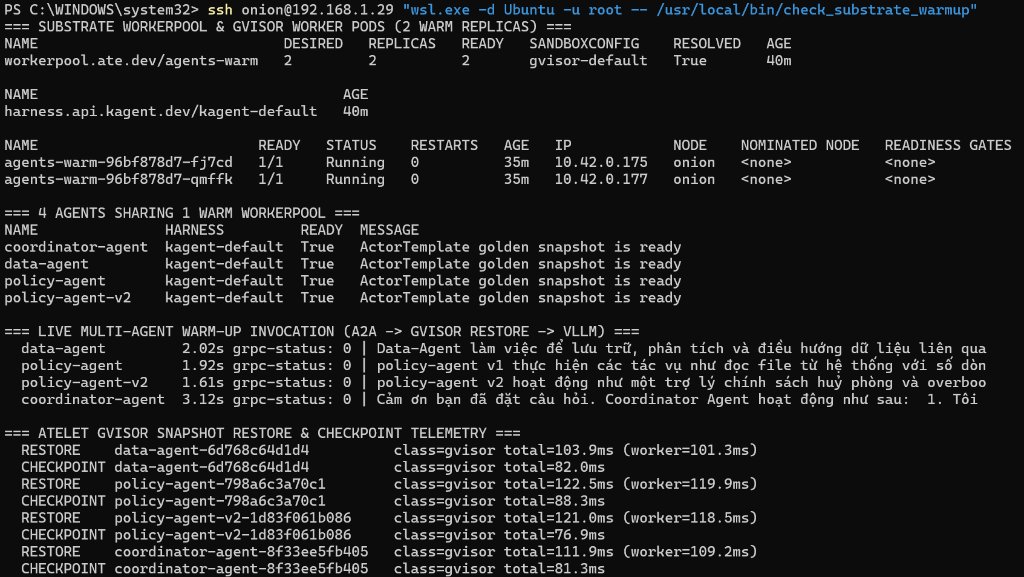 PS C:\WINDOWS\system32> ssh onion@192.168.1.29 "wsl.exe -d Ubuntu -u root -- /usr/local/bin/check_substrate_warmup"
=== SUBSTRATE WORKERPOOL & GVISOR WORKER PODS (2 WARM REPLICAS) ===
NAME DESIRED REPLICAS READY SANDBOXCONFIG RESOLVED AGE
workerpool.ate.dev/agents-warm 2 2 2 gvisor-default True 40m
NAME AGE
harness.api.kagent.dev/kagent-default 40m
NAME READY STATUS RESTARTS AGE IP NODE NOMINATED NODE READINESS GATES
agents-warm-96bf878d7-fj7cd 1/1 Running 0 35m 10.42.0.175 onion <none> <none>
agents-warm-96bf878d7-qmffk 1/1 Running 0 35m 10.42.0.177 onion <none> <none>
=== 4 AGENTS SHARING 1 WARM WORKERPOOL ===
NAME HARNESS READY MESSAGE
coordinator-agent kagent-default True ActorTemplate golden snapshot is ready
data-agent kagent-default True ActorTemplate golden snapshot is ready
policy-agent kagent-default True ActorTemplate golden snapshot is ready
policy-agent-v2 kagent-default True ActorTemplate golden snapshot is ready
=== LIVE MULTI-AGENT WARM-UP INVOCATION (A2A -> GVISOR RESTORE -> VLLM) ===
data-agent 2.02s grpc-status: 0 | Data-Agent làm việc để lưu trữ, phân tích và điều hướng dữ liệu liên qua
policy-agent 1.92s grpc-status: 0 | policy-agent v1 thực hiện các tác vụ như đọc file từ hệ thống với số dòn
policy-agent-v2 1.61s grpc-status: 0 | policy-agent v2 hoạt động như một trợ lý chính sách huỷ phòng và overboo
coordinator-agent 3.12s grpc-status: 0 | Cảm ơn bạn đã đặt câu hỏi. Coordinator Agent hoạt động như sau: 1. Tôi
=== ATELET GVISOR SNAPSHOT RESTORE & CHECKPOINT TELEMETRY ===
RESTORE data-agent-6d768c64d1d4 class=gvisor total=103.9ms (worker=101.3ms)
CHECKPOINT data-agent-6d768c64d1d4 class=gvisor total=82.0ms
RESTORE policy-agent-798a6c3a70c1 class=gvisor total=122.5ms (worker=119.9ms)
CHECKPOINT policy-agent-798a6c3a70c1 class=gvisor total=88.3ms
RESTORE policy-agent-v2-1d83f061b086 class=gvisor total=121.0ms (worker=118.5ms)
CHECKPOINT policy-agent-v2-1d83f061b086 class=gvisor total=76.9ms
RESTORE coordinator-agent-8f33ee5fb405 class=gvisor total=111.9ms (worker=109.2ms)
CHECKPOINT coordinator-agent-8f33ee5fb405 class=gvisor total=81.3ms